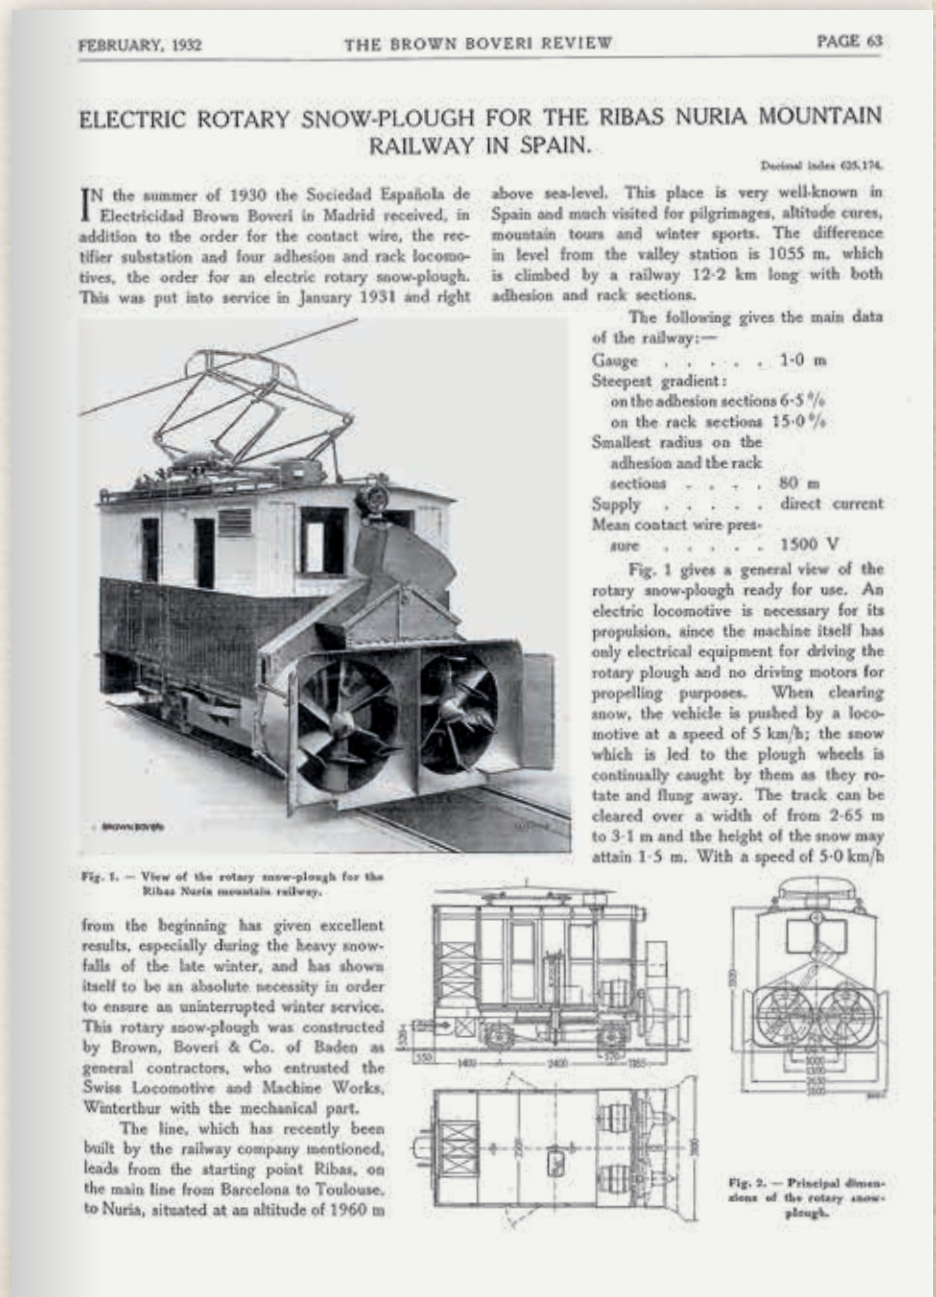 FEBRUARY, 1932
THE BROWN BOVERI REVIEW
PAGE 63
ELECTRIC ROTARY SNOW-PLOUGH FOR THE RIBAS NURIA MOUNTAIN
RAILWAY IN SPAIN.
Decimal index 625.174.
IN the summer of 1930 the Sociedad Española de
Electricidad Brown Boveri in Madrid received, in
addition to the order for the contact wire, the rec-
tifier substation and four adhesion and rack locomo-
tives, the order for an electric rotary snow-plough.
This was put into service in January 1931 and right
BROWN BOVERI
Fig. 1. — View of the rotary snow-plough for the
Ribas Nuria mountain railway.
from the beginning has given excellent
results, especially during the heavy snow-
falls of the late winter, and has shown
itself to be an absolute necessity in order
to ensure an uninterrupted winter service.
This rotary snow-plough was constructed
by Brown, Boveri & Co. of Baden as
general contractors, who entrusted the
Swiss Locomotive and Machine Works,
Winterthur with the mechanical part.
The line, which has recently been
built by the railway company mentioned,
leads from the starting point Ribas, on
the main line from Barcelona to Toulouse,
to Nuria, situated at an altitude of 1960 m
above sea-level. This place is very well-known in
Spain and much visited for pilgrimages, altitude cures,
mountain tours and winter sports. The difference
in level from the valley station is 1055 m, which
is climbed by a railway 12·2 km long with both
adhesion and rack sections.
The following gives the main data
of the railway:—
Gauge . . . . . 1·0 m
Steepest gradient:
on the adhesion sections 6·5 %
on the rack sections 15·0 %
Smallest radius on the
adhesion and the rack
sections . . . . 80 m
Supply . . . . . direct current
Mean contact wire pres-
sure . . . . . 1500 V
Fig. 1 gives a general view of the
rotary snow-plough ready for use. An
electric locomotive is necessary for its
propulsion, since the machine itself has
only electrical equipment for driving the
rotary plough and no driving motors for
propelling purposes. When clearing
snow, the vehicle is pushed by a loco-
motive at a speed of 5 km/h; the snow
which is led to the plough wheels is
continually caught by them as they ro-
tate and flung away. The track can be
cleared over a width of from 2·65 m
to 3·1 m and the height of the snow may
attain 1·5 m. With a speed of 5·0 km/h
550
1400
2400
570
1165
Fig. 2. — Principal dimen-
sions of the rotary snow-
plough.